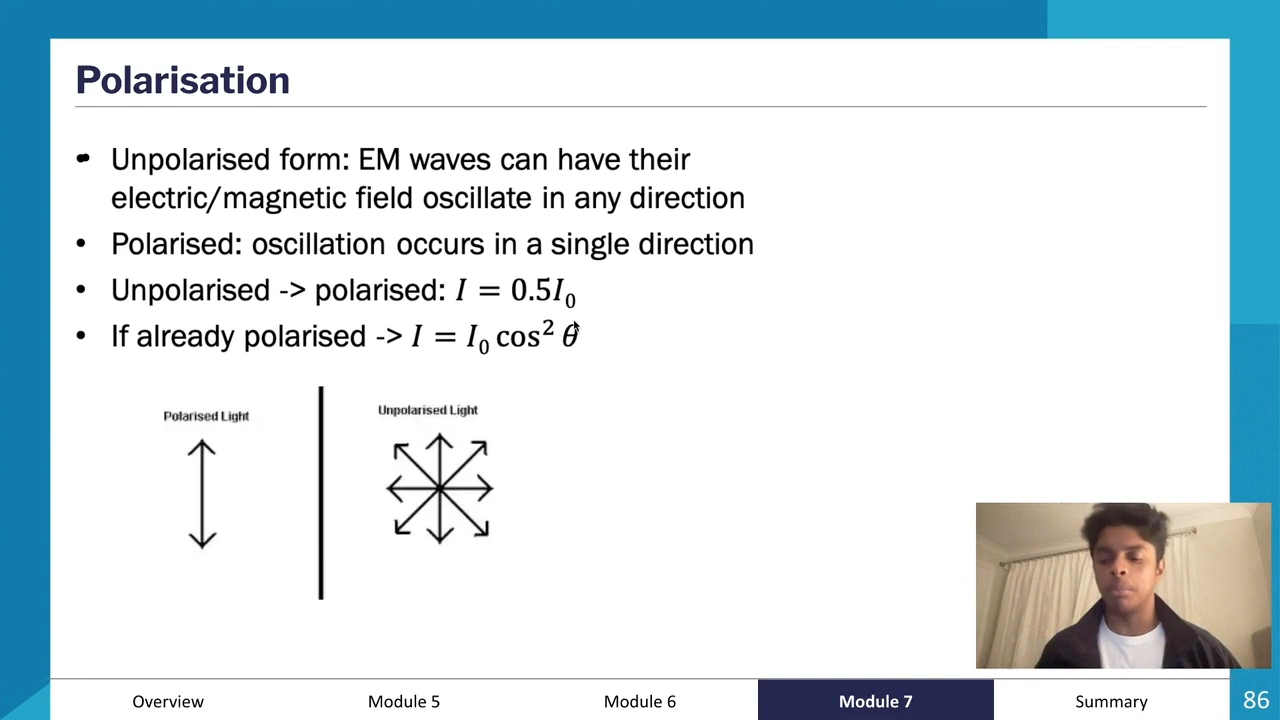 Polarisation
• Unpolarised form: EM waves can have their
electric/magnetic field oscillate in any direction
• Polarised: oscillation occurs in a single direction
• Unpolarised -> polarised: 𝐼 = 0.5𝐼₀
• If already polarised -> 𝐼 = 𝐼₀ cos² 𝜃
Polarised Light
Unpolarised Light
Overview
Module 5
Module 6
Module 7
Summary
86